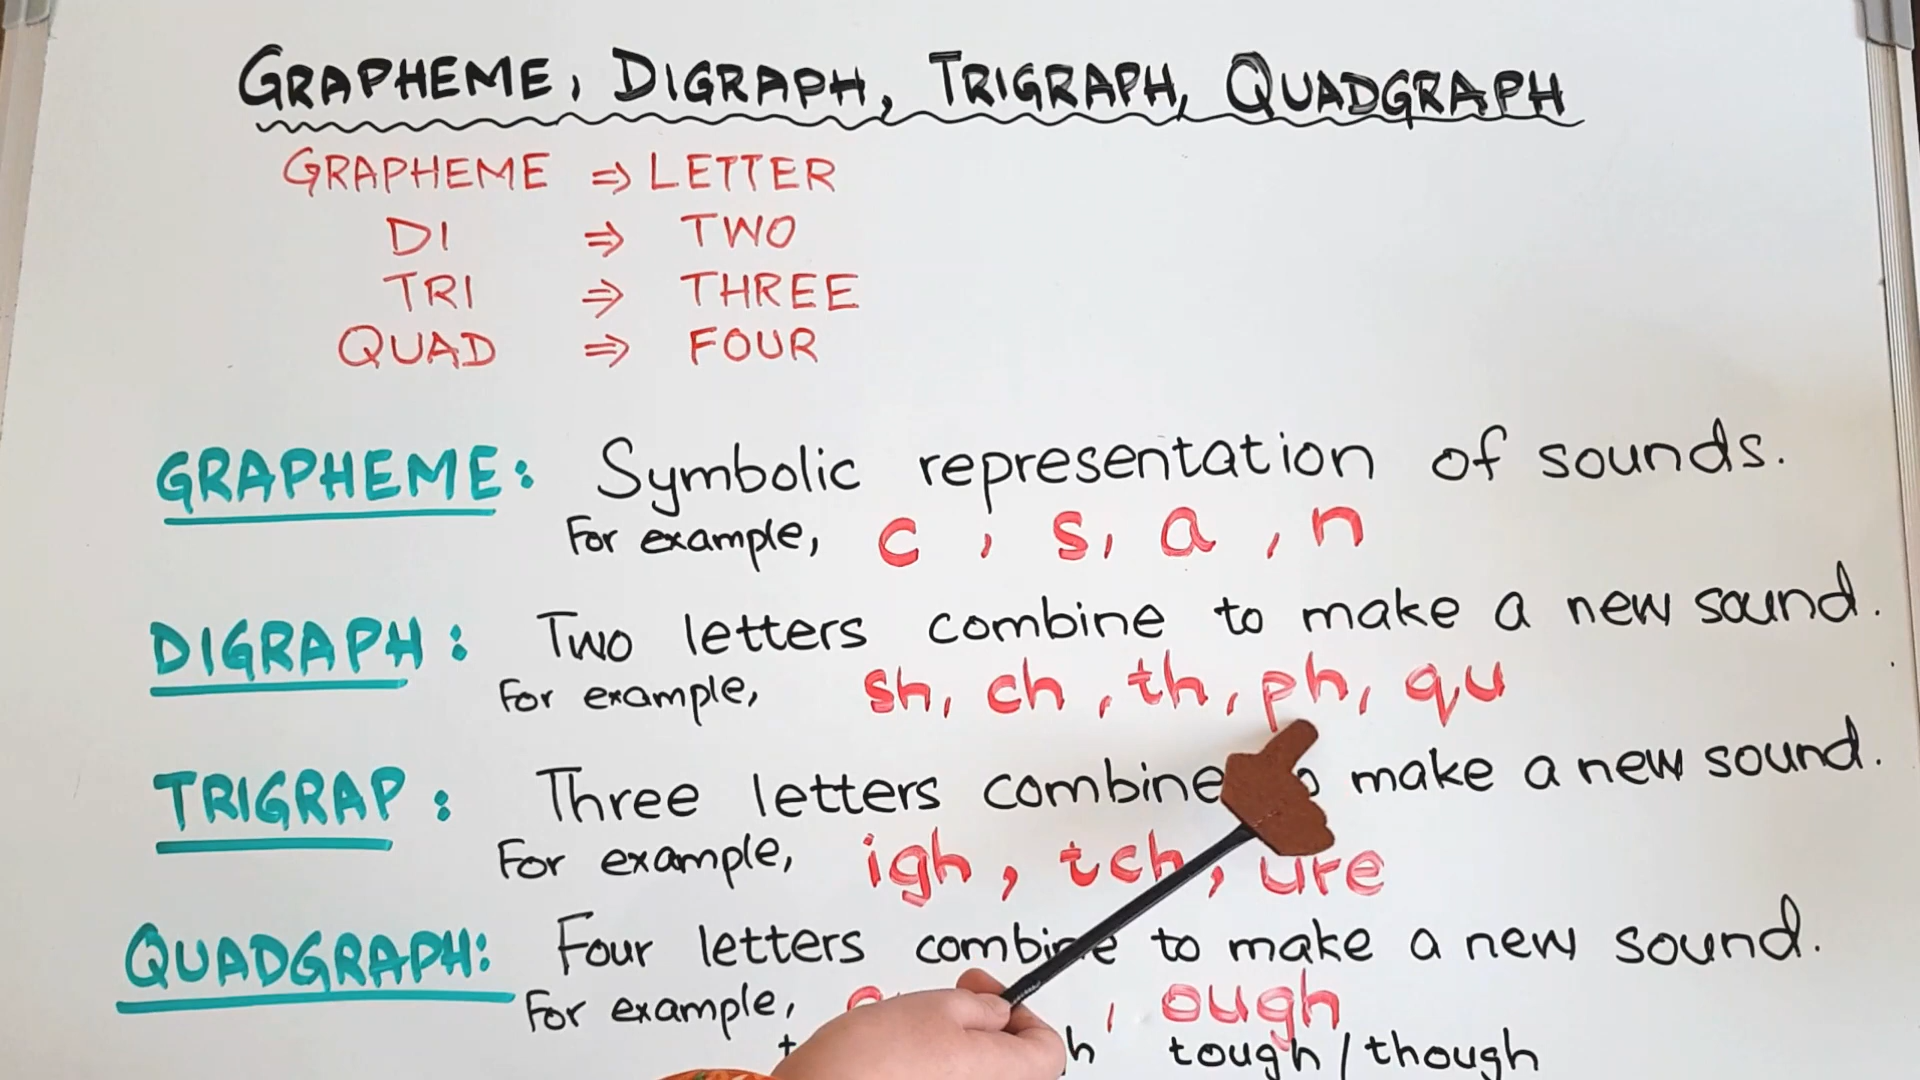 GRAPHEME, DIGRAPH, TRIGRAPH, QUADGRAPH
GRAPHEME ⇒ LETTER
DI ⇒ TWO
TRI ⇒ THREE
QUAD ⇒ FOUR
GRAPHEME: Symbolic representation of sounds.
For example, c , s, a , n
DIGRAPH: Two letters combine to make a new sound.
For example, sh, ch, th, ph, qu
TRIGRAP: Three letters combine make a new sound.
For example, igh, tch, ure
QUADGRAPH: Four letters combine to make a new sound.
For example, , ough
tough/though